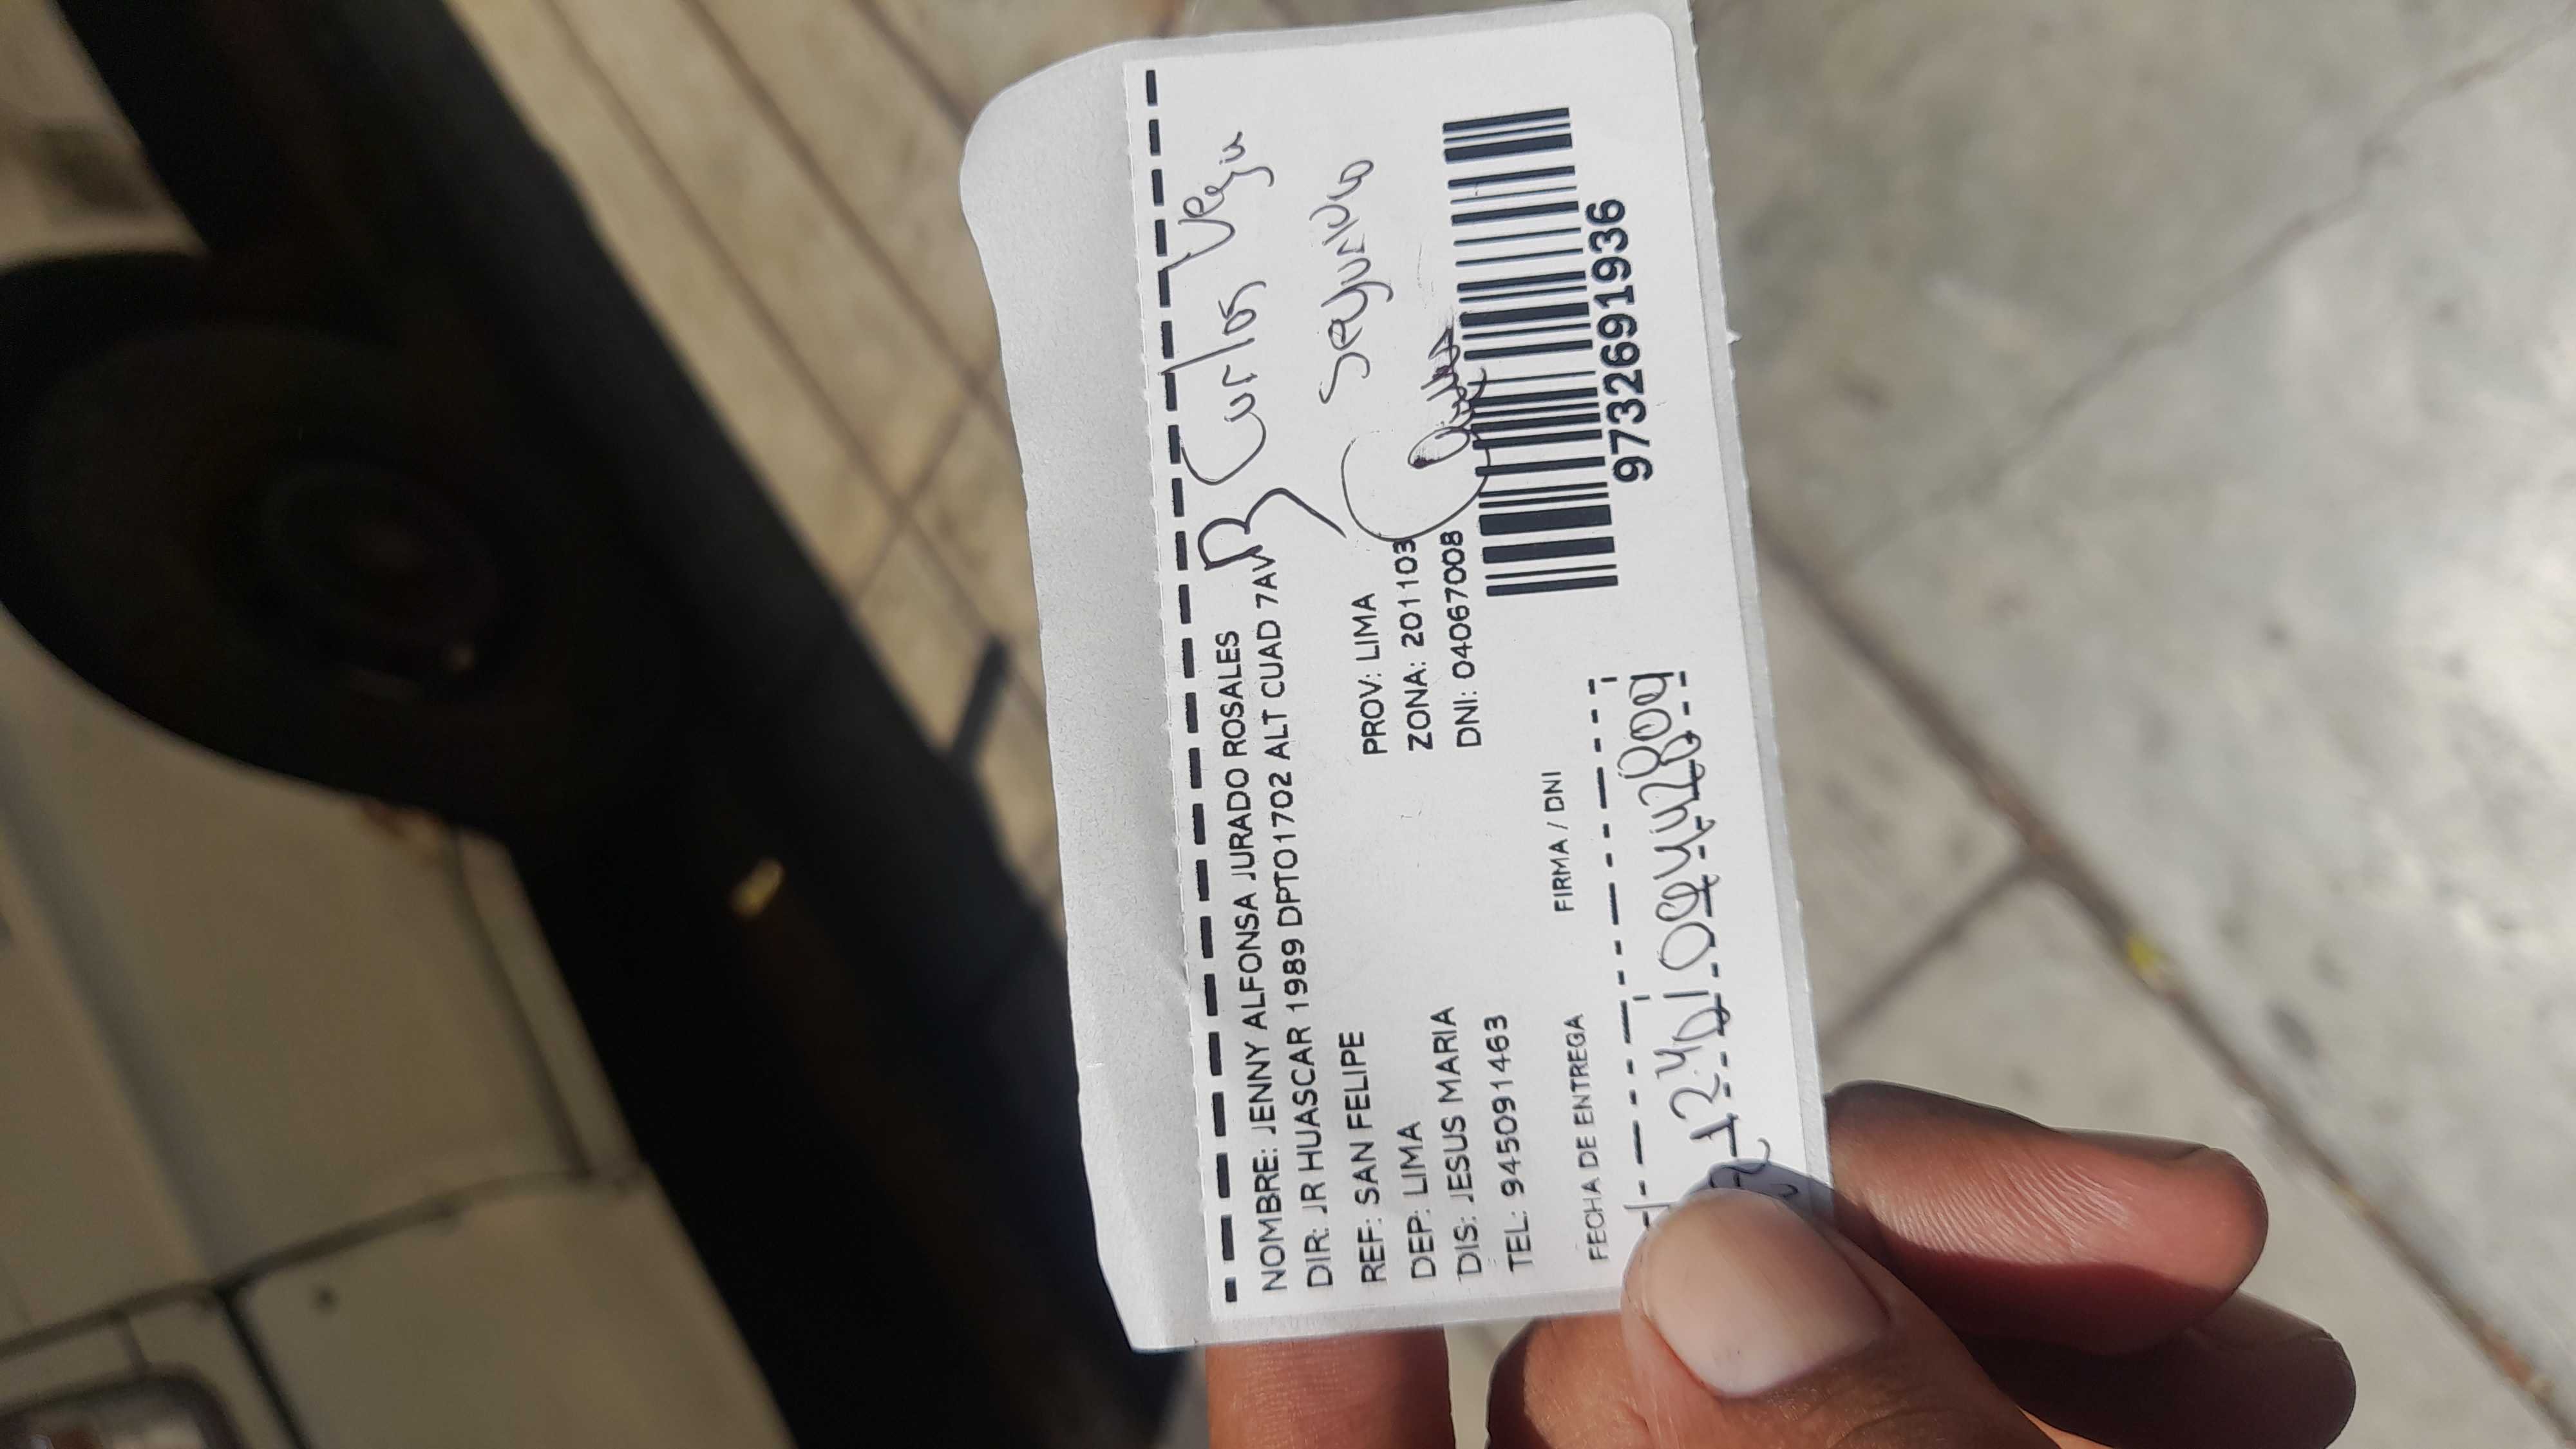 NOMBRE: JENNY ALFONSA JURADO ROSALES
DIR: JR HUASCAR 1989 DPTO1702 ALT CUAD 7AV
REF: SAN FELIPE
DEP: LIMA PROV: LIMA
DIS: JESUS MARIA ZONA: 201103
TEL: 945091463 DNI: 04067008
Carlos Vega
Seguridad
FECHA DE ENTREGA FIRMA / DNI
9732691936